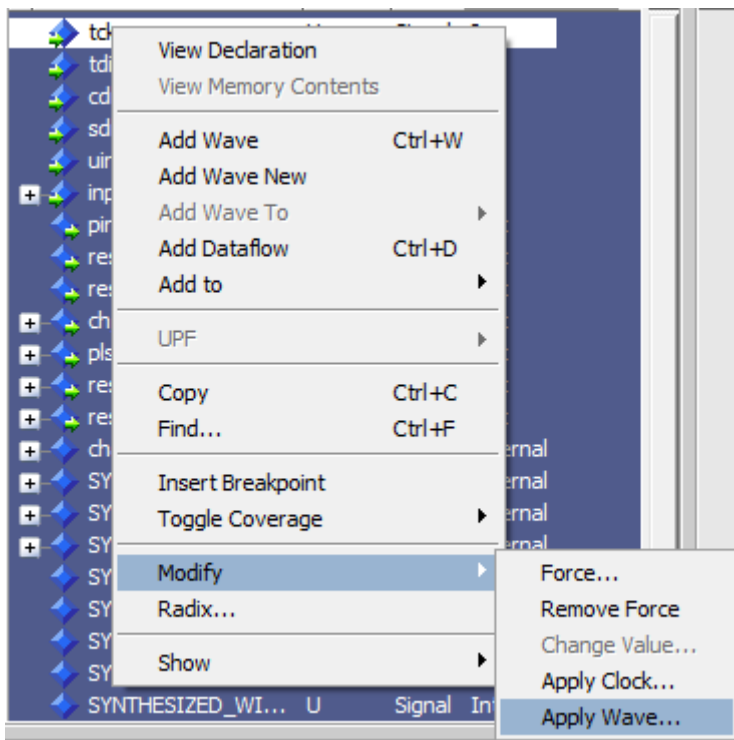 tck
tdi
cd
sd
View Declaration
View Memory Contents
Add Wave Ctrl+W
Add Wave New
Add Wave To
Add Dataflow Ctrl+D
Add to
UPF
Copy Ctrl+C
Find... Ctrl+F
Insert Breakpoint
Toggle Coverage
Modify
Radix...
Show
Force...
Remove Force
Change Value...
Apply Clock...
Apply Wave...
inp
res
res
ch
pls
res
res
ch
ernal
SY
ernal
SY
ernal
SY
ernal
SY
SY
SY
SY
SYNTHESIZED_WI... U Signal Int